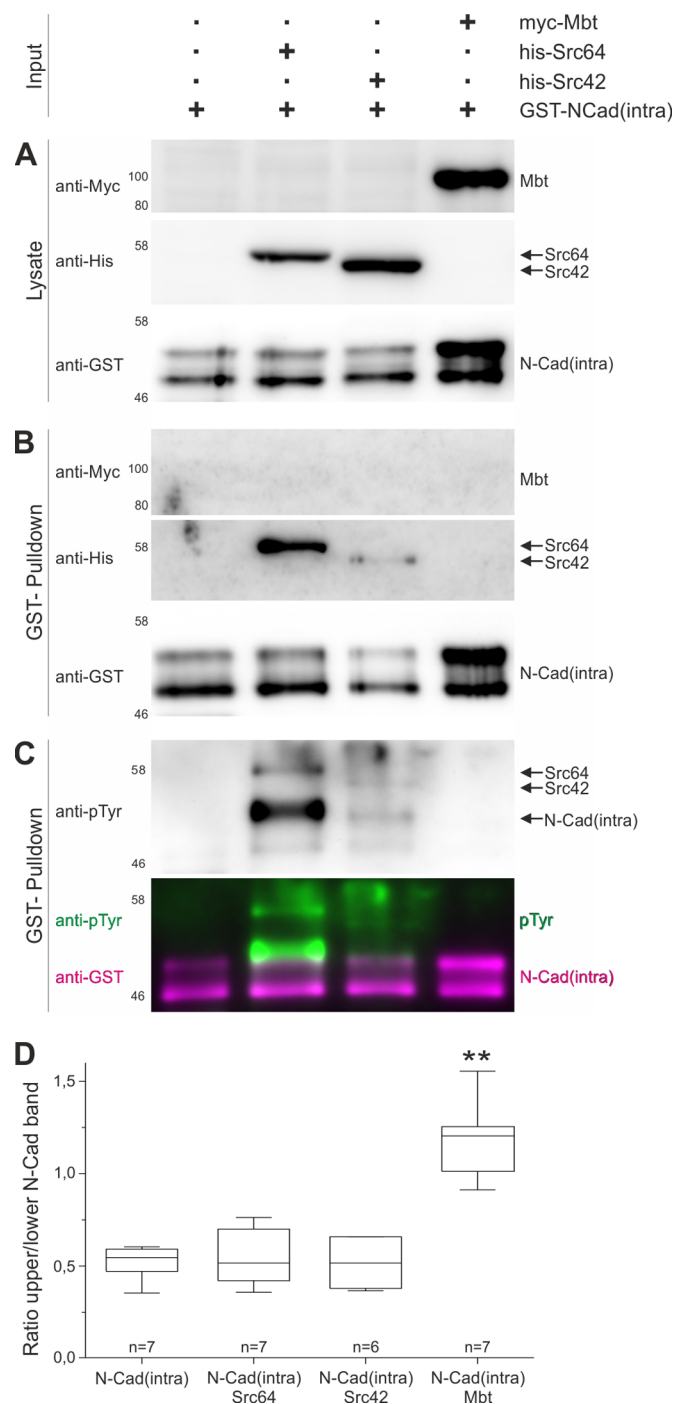 Input
· · · + myc-Mbt
· + · · his-Src64
· · + · his-Src42
+ + + + GST-NCad(intra)
A
Lysate
anti-Myc 100 80 Mbt
anti-His 58 Src64
Src42
anti-GST 58 46 N-Cad(intra)
B
GST- Pulldown
anti-Myc 100 80 Mbt
anti-His 58 Src64
Src42
anti-GST 58 46 N-Cad(intra)
C
GST- Pulldown
anti-pTyr 58 46 Src64
Src42
N-Cad(intra)
anti-pTyr 58 pTyr
anti-GST 46 N-Cad(intra)
D
Ratio upper/lower N-Cad band
**
1,5
1,0
0,5
0,0
n=7 n=7 n=6 n=7
N-Cad(intra) N-Cad(intra) N-Cad(intra) N-Cad(intra)
Src64 Src42 Mbt